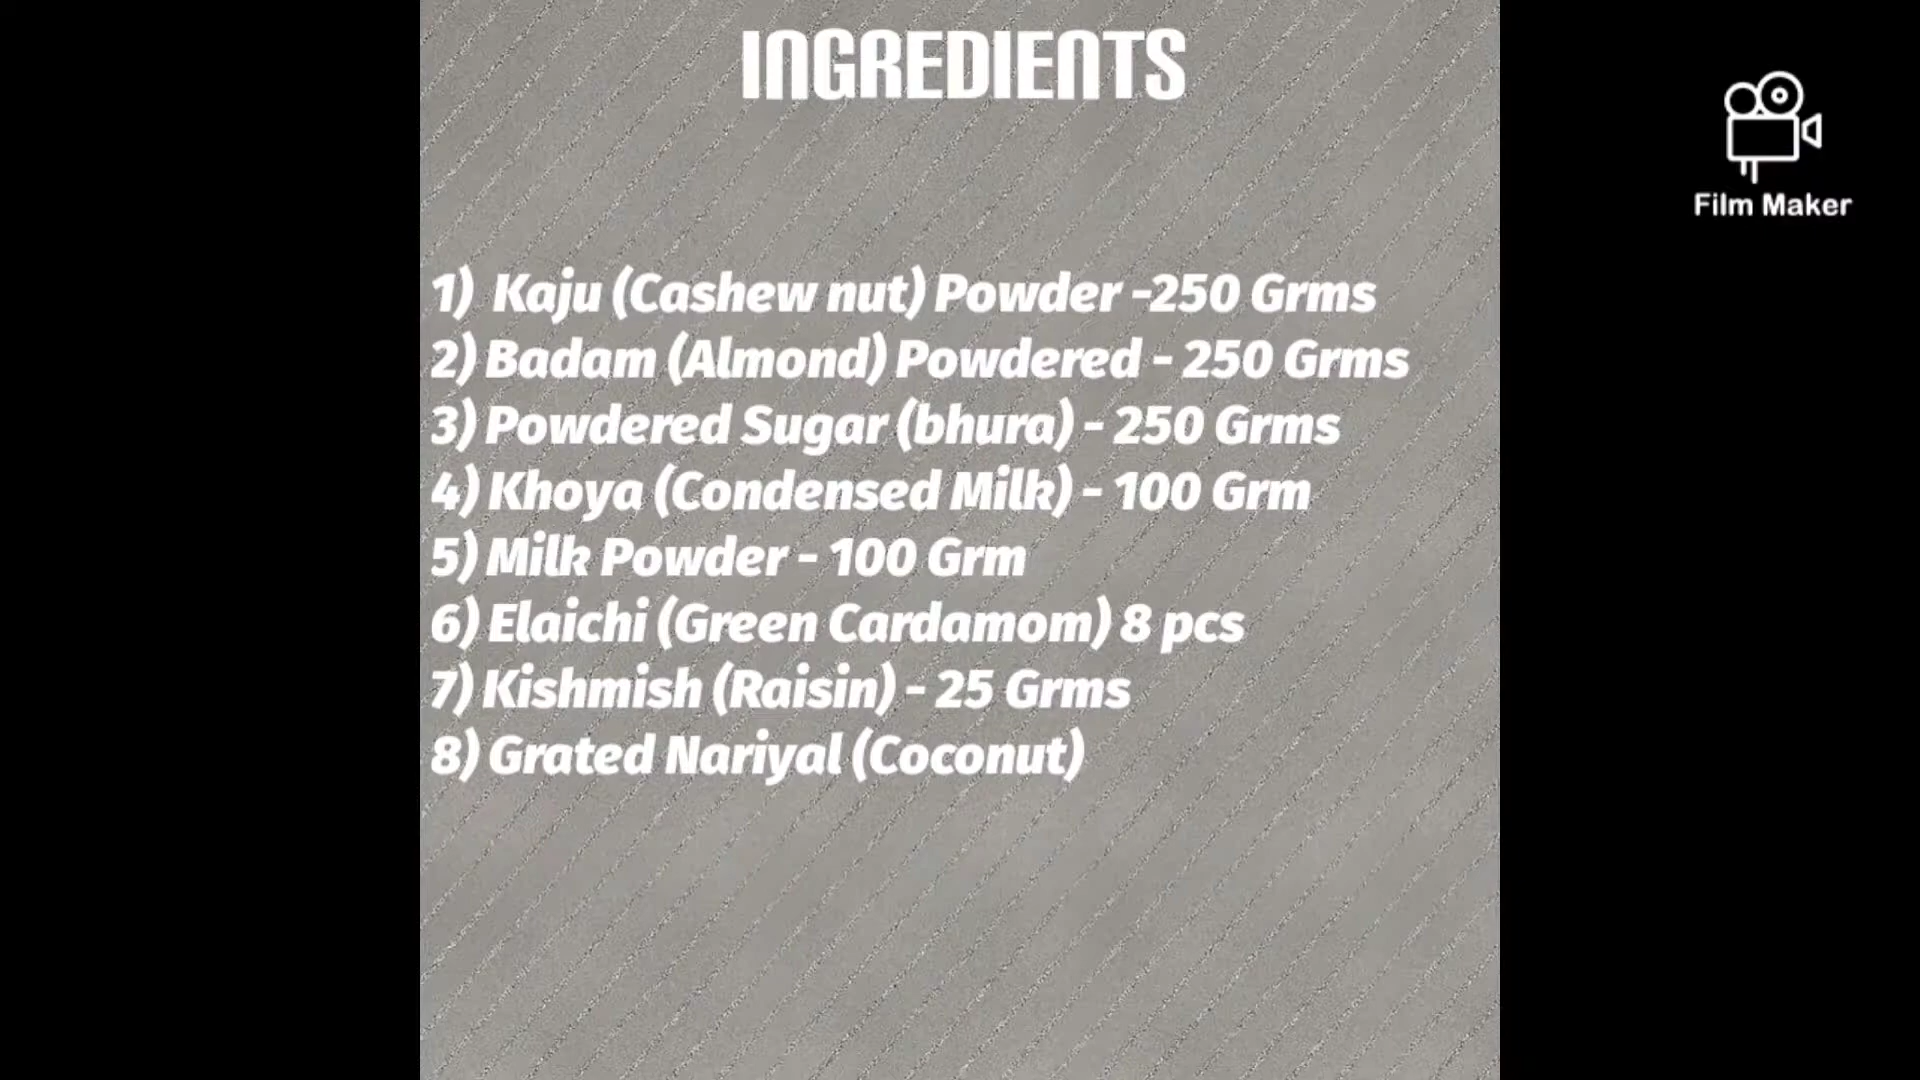 INGREDIENTS
Film Maker
1) Kaju (Cashew nut) Powder -250 Grms
2) Badam (Almond) Powdered - 250 Grms
3) Powdered Sugar (bhura) - 250 Grms
4) Khoya (Condensed Milk) - 100 Grm
5) Milk Powder - 100 Grm
6) Elaichi (Green Cardamom) 8 pcs
7) Kishmish (Raisin) - 25 Grms
8) Grated Nariyal (Coconut)